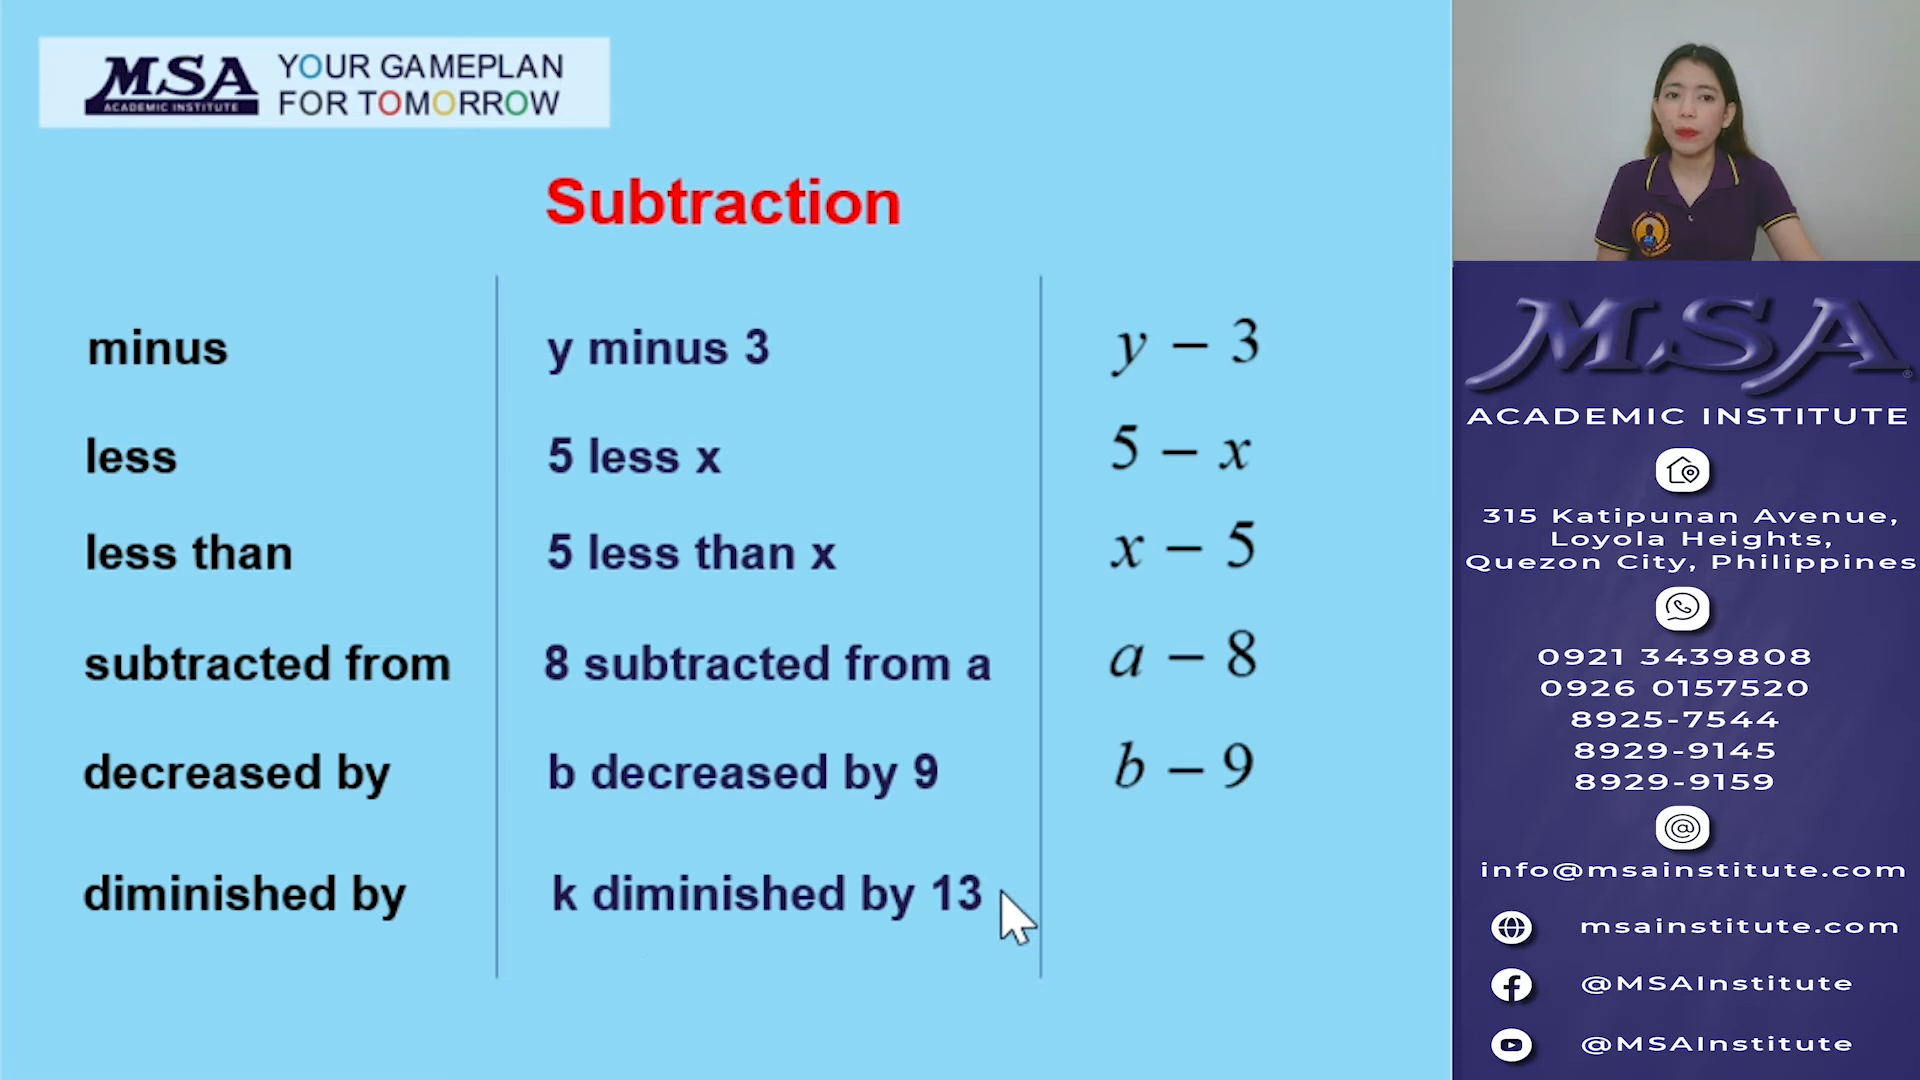 MSA
ACADEMIC INSTITUTE
YOUR GAMEPLAN
FOR TOMORROW
Subtraction
minus y minus 3 y − 3
less 5 less x 5 − x
less than 5 less than x x − 5
subtracted from 8 subtracted from a a − 8
decreased by b decreased by 9 b − 9
diminished by k diminished by 13
MSA
ACADEMIC INSTITUTE
315 Katipunan Avenue,
Loyola Heights,
Quezon City, Philippines
0921 3439808
0926 0157520
8925-7544
8929-9145
8929-9159
info@msainstitute.com
msainstitute.com
@MSAInstitute
@MSAInstitute